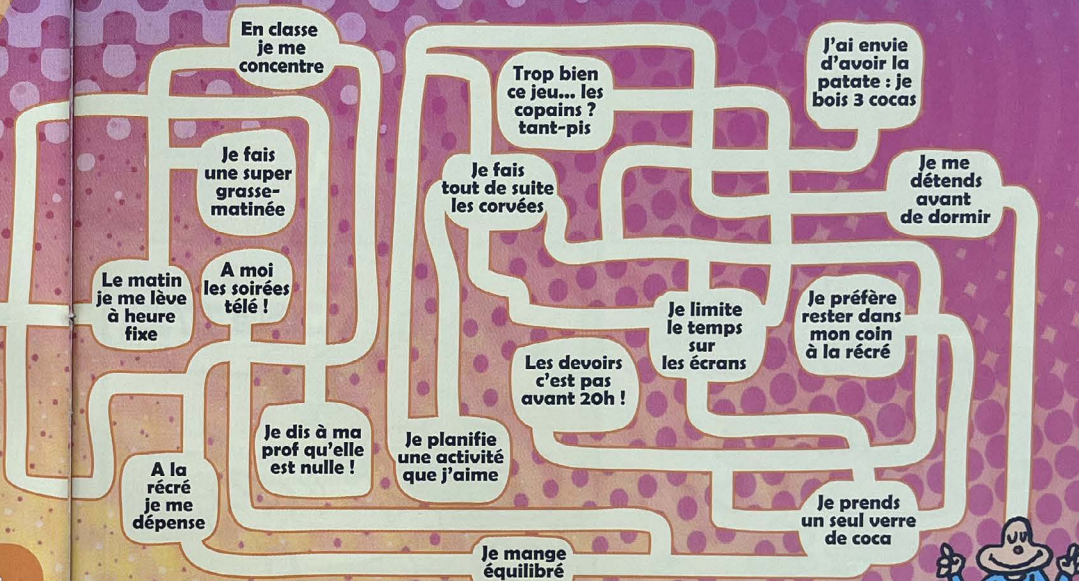 En classe
je me
concentre
Trop bien
ce jeu... les
copains ?
tant-pis
J'ai envie
d'avoir la
patate : je
bois 3 cocas
Je fais
une super
grasse-
matinée
Je fais
tout de suite
les corvées
Je me
détends
avant
de dormir
Le matin
je me lève
à heure
fixe
A moi
les soirées
télé !
Je limite
le temps
sur
les écrans
Je préfère
rester dans
mon coin
à la récré
Les devoirs
c'est pas
avant 20h !
Je dis à ma
prof qu'elle
est nulle !
Je planifie
une activité
que j'aime
A la
récré
je me
dépense
Je prends
un seul verre
de coca
Je mange
équilibré